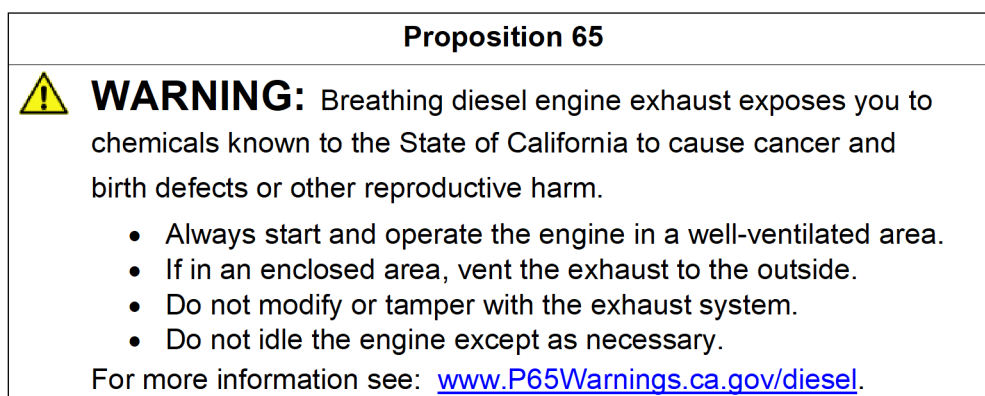 Proposition 65
WARNING: Breathing diesel engine exhaust exposes you to
chemicals known to the State of California to cause cancer and
birth defects or other reproductive harm.
• Always start and operate the engine in a well-ventilated area.
• If in an enclosed area, vent the exhaust to the outside.
• Do not modify or tamper with the exhaust system.
• Do not idle the engine except as necessary.
For more information see: www.P65Warnings.ca.gov/diesel.